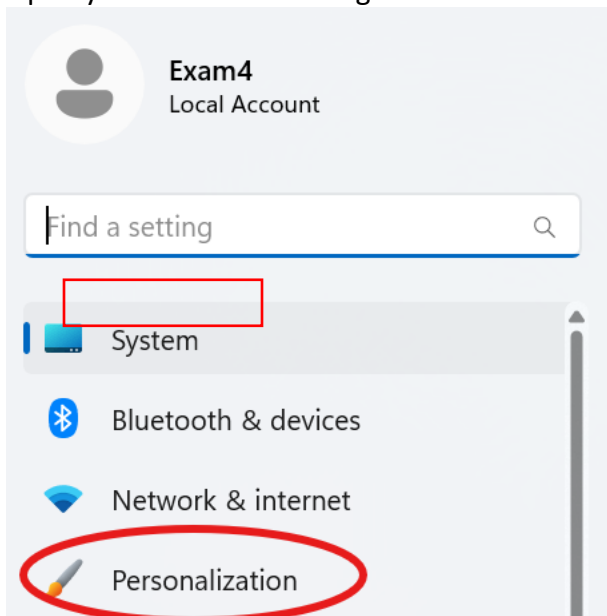 Exam4
Local Account
Find a setting
System
Bluetooth & devices
Network & internet
Personalization